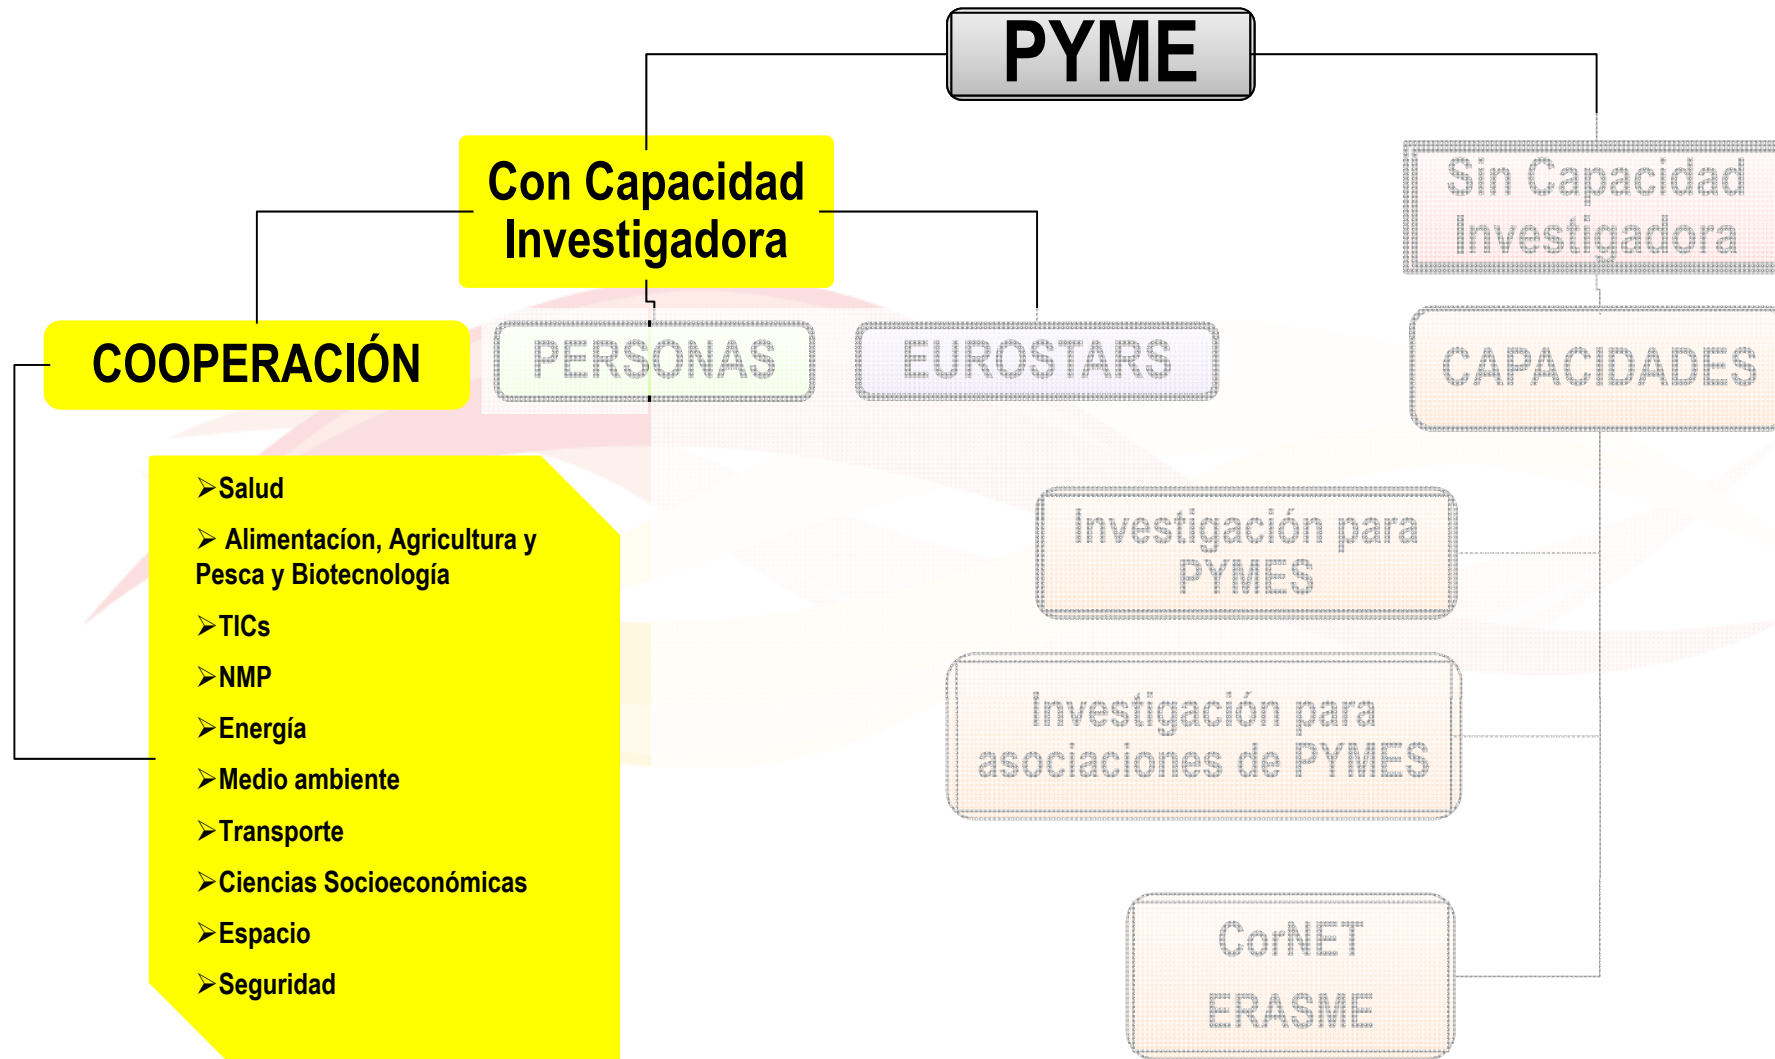 PYME
Con Capacidad
Investigadora
Sin Capacidad
Investigadora
COOPERACIÓN
PERSONAS
EUROSTARS
CAPACIDADES
➢Salud
➢ Alimentacíon, Agricultura y
Pesca y Biotecnología
➢TICs
➢NMP
➢Energía
➢Medio ambiente
➢Transporte
➢Ciencias Socioeconómicas
➢Espacio
➢Seguridad
Investigación para
PYMES
Investigación para
asociaciones de PYMES
CorNET
ERASME